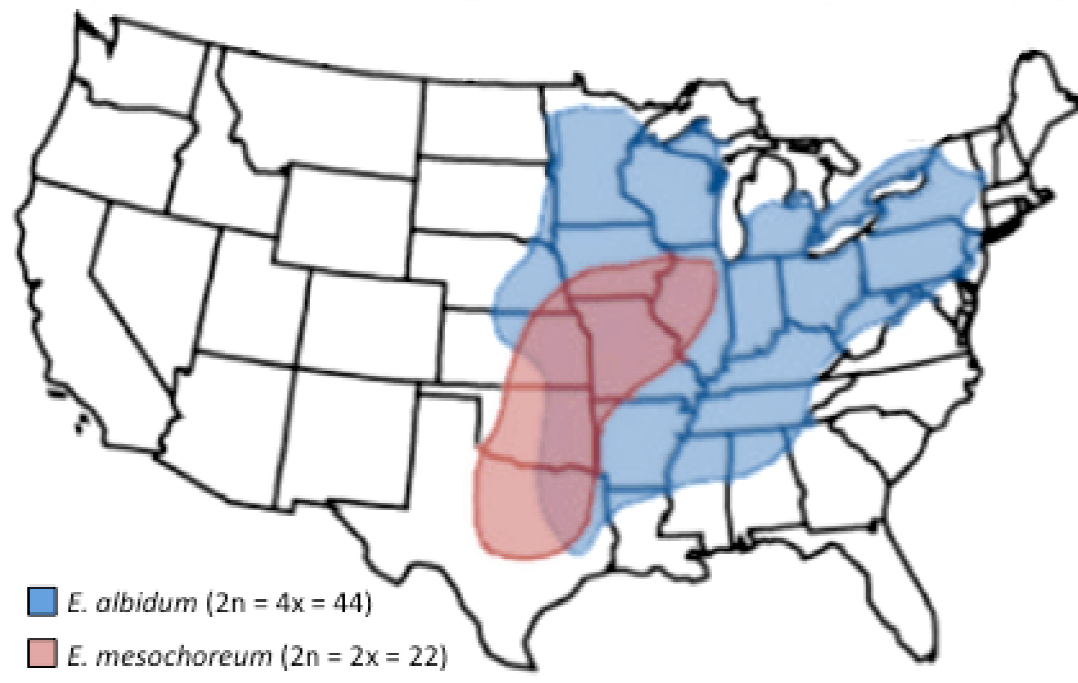 E. albidum (2n = 4x = 44)
E. mesochoreum (2n = 2x = 22)